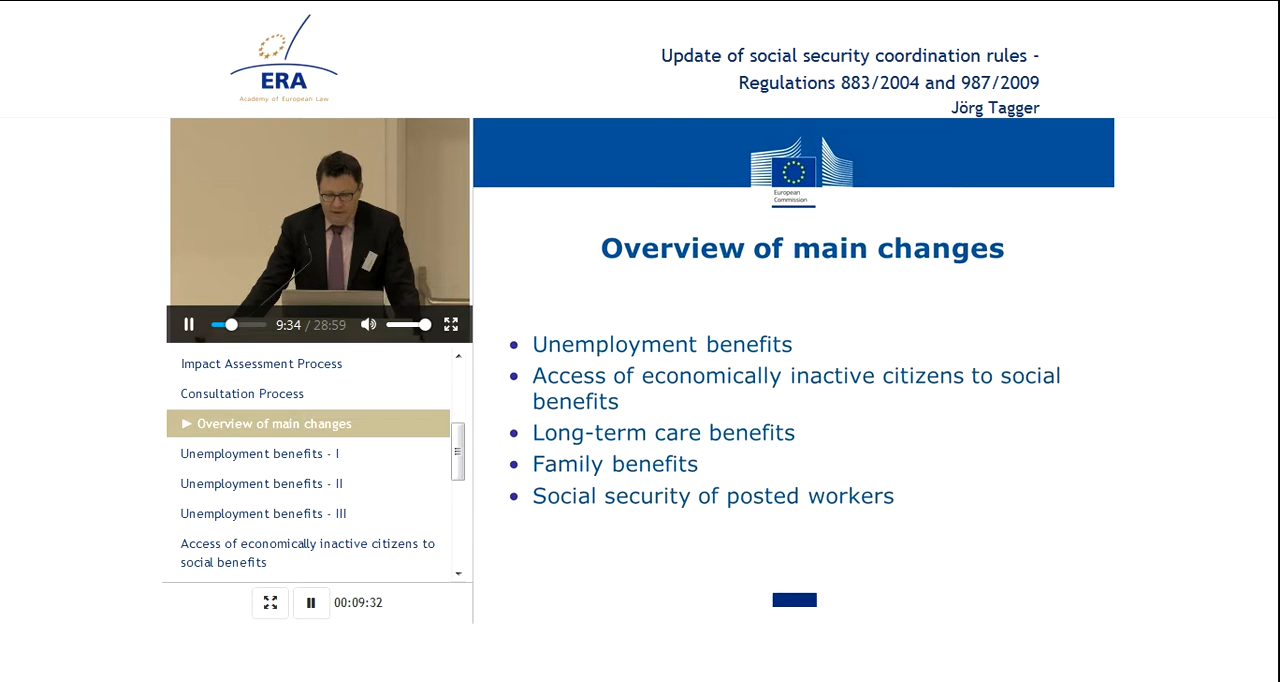 ERA
Academy of European Law
Update of social security coordination rules -
Regulations 883/2004 and 987/2009
Jörg Tagger
European
Commission
Overview of main changes
• Unemployment benefits
• Access of economically inactive citizens to social
benefits
• Long-term care benefits
• Family benefits
• Social security of posted workers
9:34 / 28:59
Impact Assessment Process
Consultation Process
► Overview of main changes
Unemployment benefits - I
Unemployment benefits - II
Unemployment benefits - III
Access of economically inactive citizens to
social benefits
00:09:32